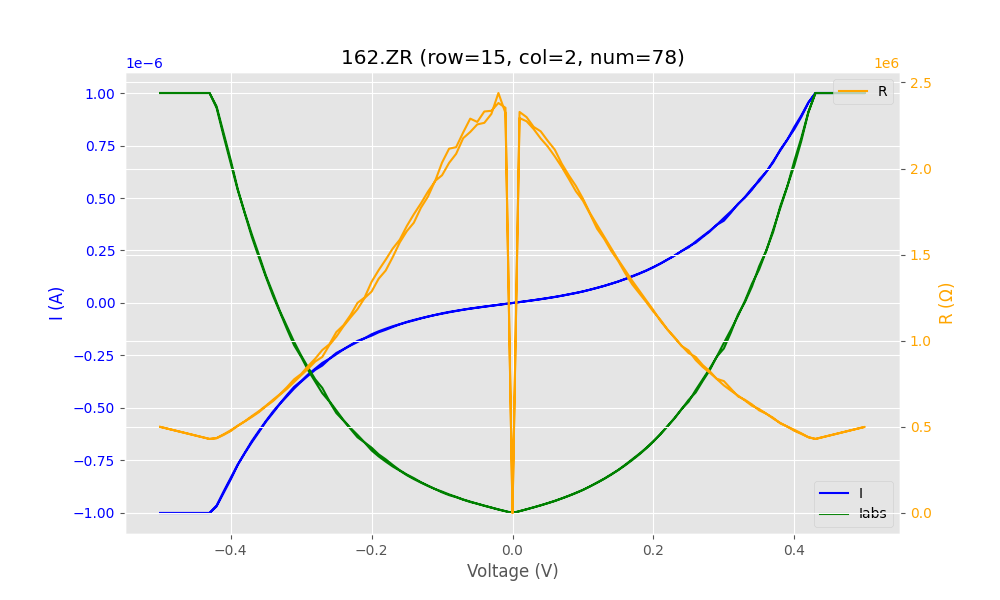 162.ZR (row=15, col=2, num=78)
1e−6
1e6
1.00
0.75
0.50
0.25
0.00
−0.25
−0.50
−0.75
−1.00
I (A)
2.5
2.0
1.5
1.0
0.5
0.0
R (Ω)
R
I
Iabs
−0.4
−0.2
0.0
0.2
0.4
Voltage (V)